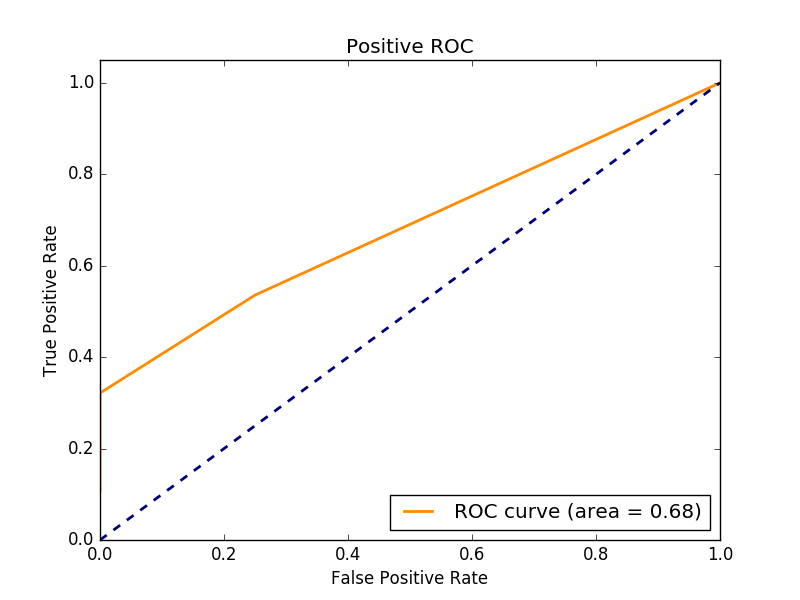 Positive ROC
True Positive Rate
1.0
0.8
0.6
0.4
0.2
0.0
0.0 0.2 0.4 0.6 0.8 1.0
False Positive Rate
ROC curve (area = 0.68)